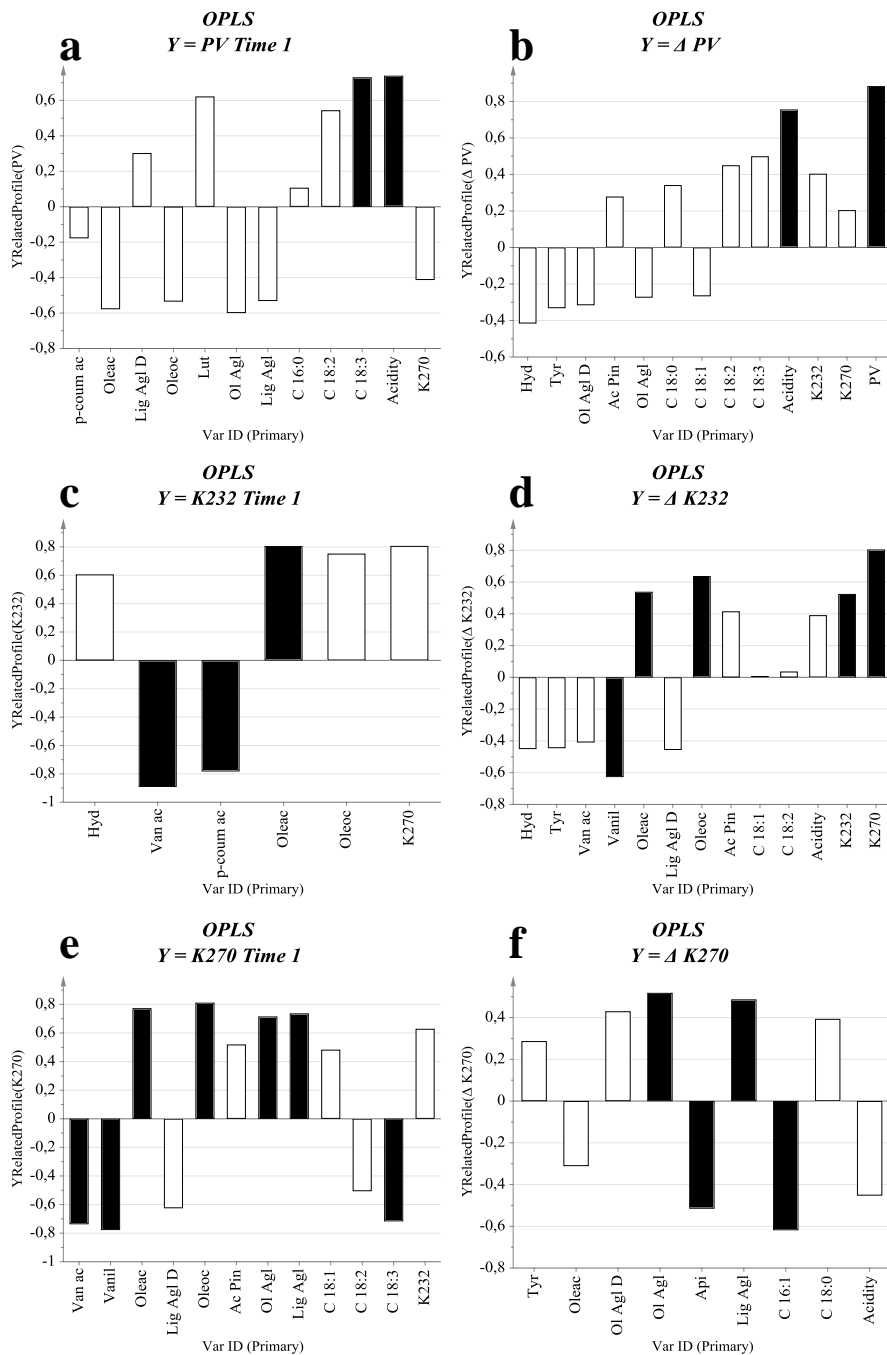 a
OPLS
Y = PV Time 1
YRelatedProfile(PV)
0,6
0,4
0,2
0
-0,2
-0,4
-0,6
-0,8
p-coum ac
Oleac
Lig Agl D
Oleoc
Lut
Ol Agl
Lig Agl
C 16:0
C 18:2
C 18:3
Acidity
K270
Var ID (Primary)
b
OPLS
Y = Δ PV
YRelatedProfile(Δ PV)
0,8
0,6
0,4
0,2
0
-0,2
-0,4
-0,6
Hyd
Tyr
Ol Agl D
Ac Pin
Ol Agl
C 18:0
C 18:1
C 18:2
C 18:3
Acidity
K232
K270
PV
Var ID (Primary)
c
OPLS
Y = K232 Time 1
YRelatedProfile(K232)
0,8
0,6
0,4
0,2
0
-0,2
-0,4
-0,6
-0,8
-1
Hyd
Van ac
p-coum ac
Oleac
Oleoc
K270
Var ID (Primary)
d
OPLS
Y = Δ K232
YRelatedProfile(Δ K232)
0,8
0,6
0,4
0,2
0
-0,2
-0,4
-0,6
-0,8
Hyd
Tyr
Van ac
Vanil
Oleac
Lig Agl D
Oleoc
Ac Pin
C 18:1
C 18:2
Acidity
K232
K270
Var ID (Primary)
e
OPLS
Y = K270 Time 1
YRelatedProfile(K270)
0,8
0,6
0,4
0,2
0
-0,2
-0,4
-0,6
-0,8
-1
Van ac
Vanil
Oleac
Lig Agl D
Oleoc
Ac Pin
Ol Agl
Lig Agl
C 18:1
C 18:2
C 18:3
K232
Var ID (Primary)
f
OPLS
Y = Δ K270
YRelatedProfile(Δ K270)
0,4
0,2
0
-0,2
-0,4
-0,6
-0,8
Tyr
Oleac
Ol Agl D
Ol Agl
Api
Lig Agl
C 16:1
C 18:0
Acidity
Var ID (Primary)